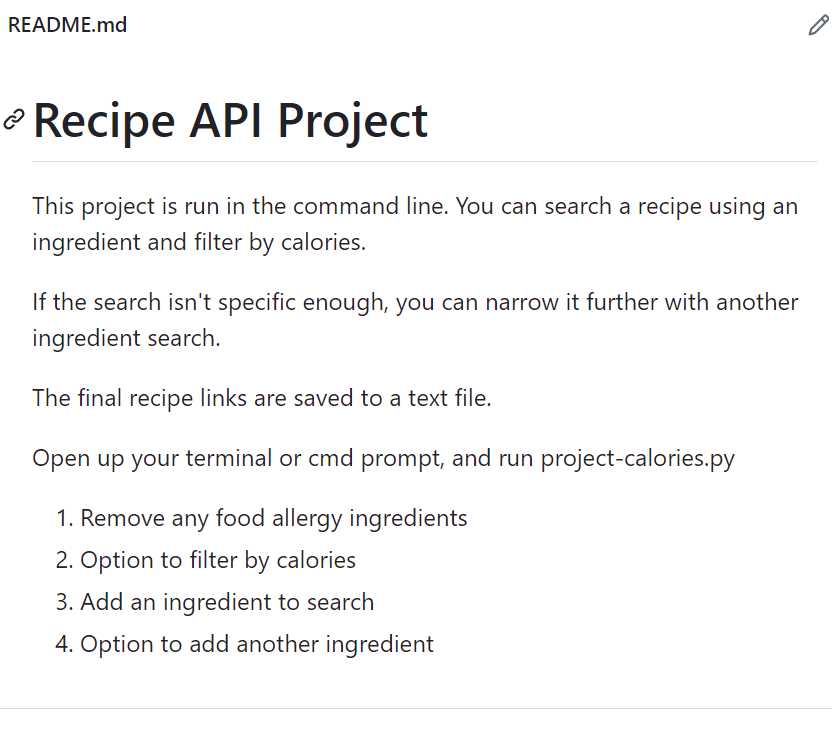 README.md
Recipe API Project
This project is run in the command line. You can search a recipe using an
ingredient and filter by calories.
If the search isn't specific enough, you can narrow it further with another
ingredient search.
The final recipe links are saved to a text file.
Open up your terminal or cmd prompt, and run project-calories.py
1. Remove any food allergy ingredients
2. Option to filter by calories
3. Add an ingredient to search
4. Option to add another ingredient